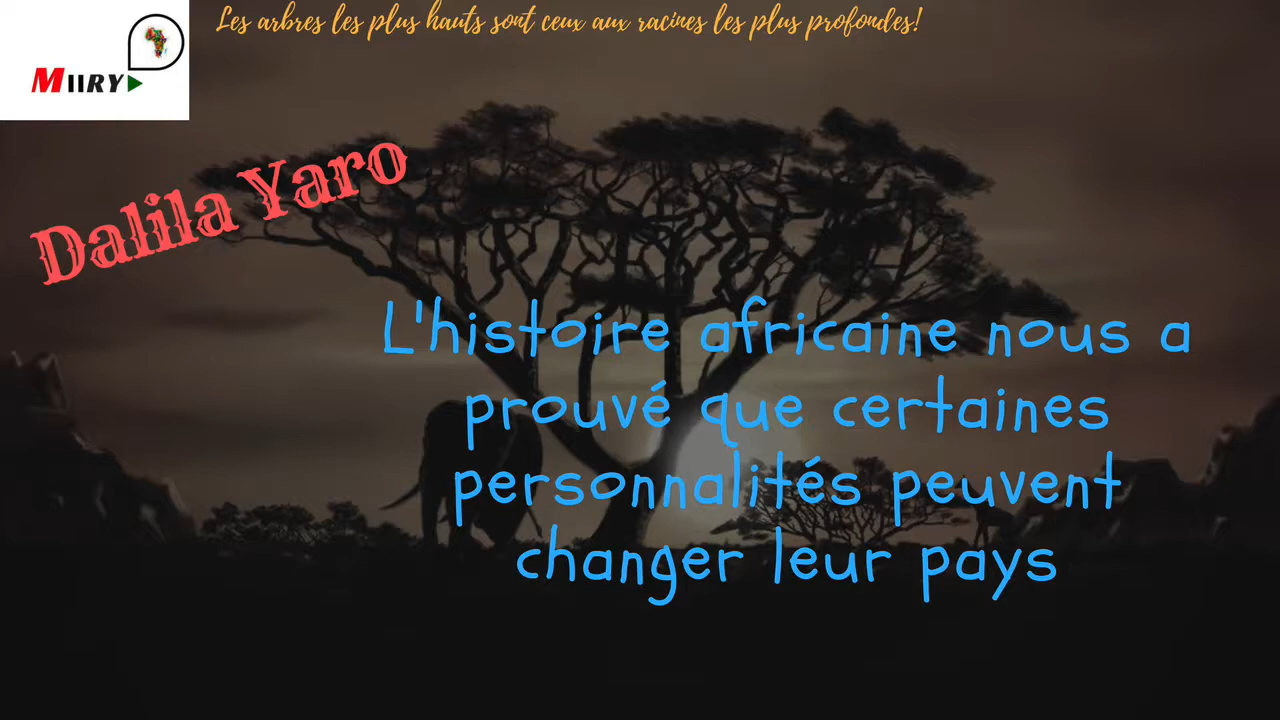 Les arbres les plus hauts sont ceux aux racines les plus profondes!
MIIRY
Dalila Yaro
L'histoire africaine nous a
prouvé que certaines
personnalités peuvent
changer leur pays